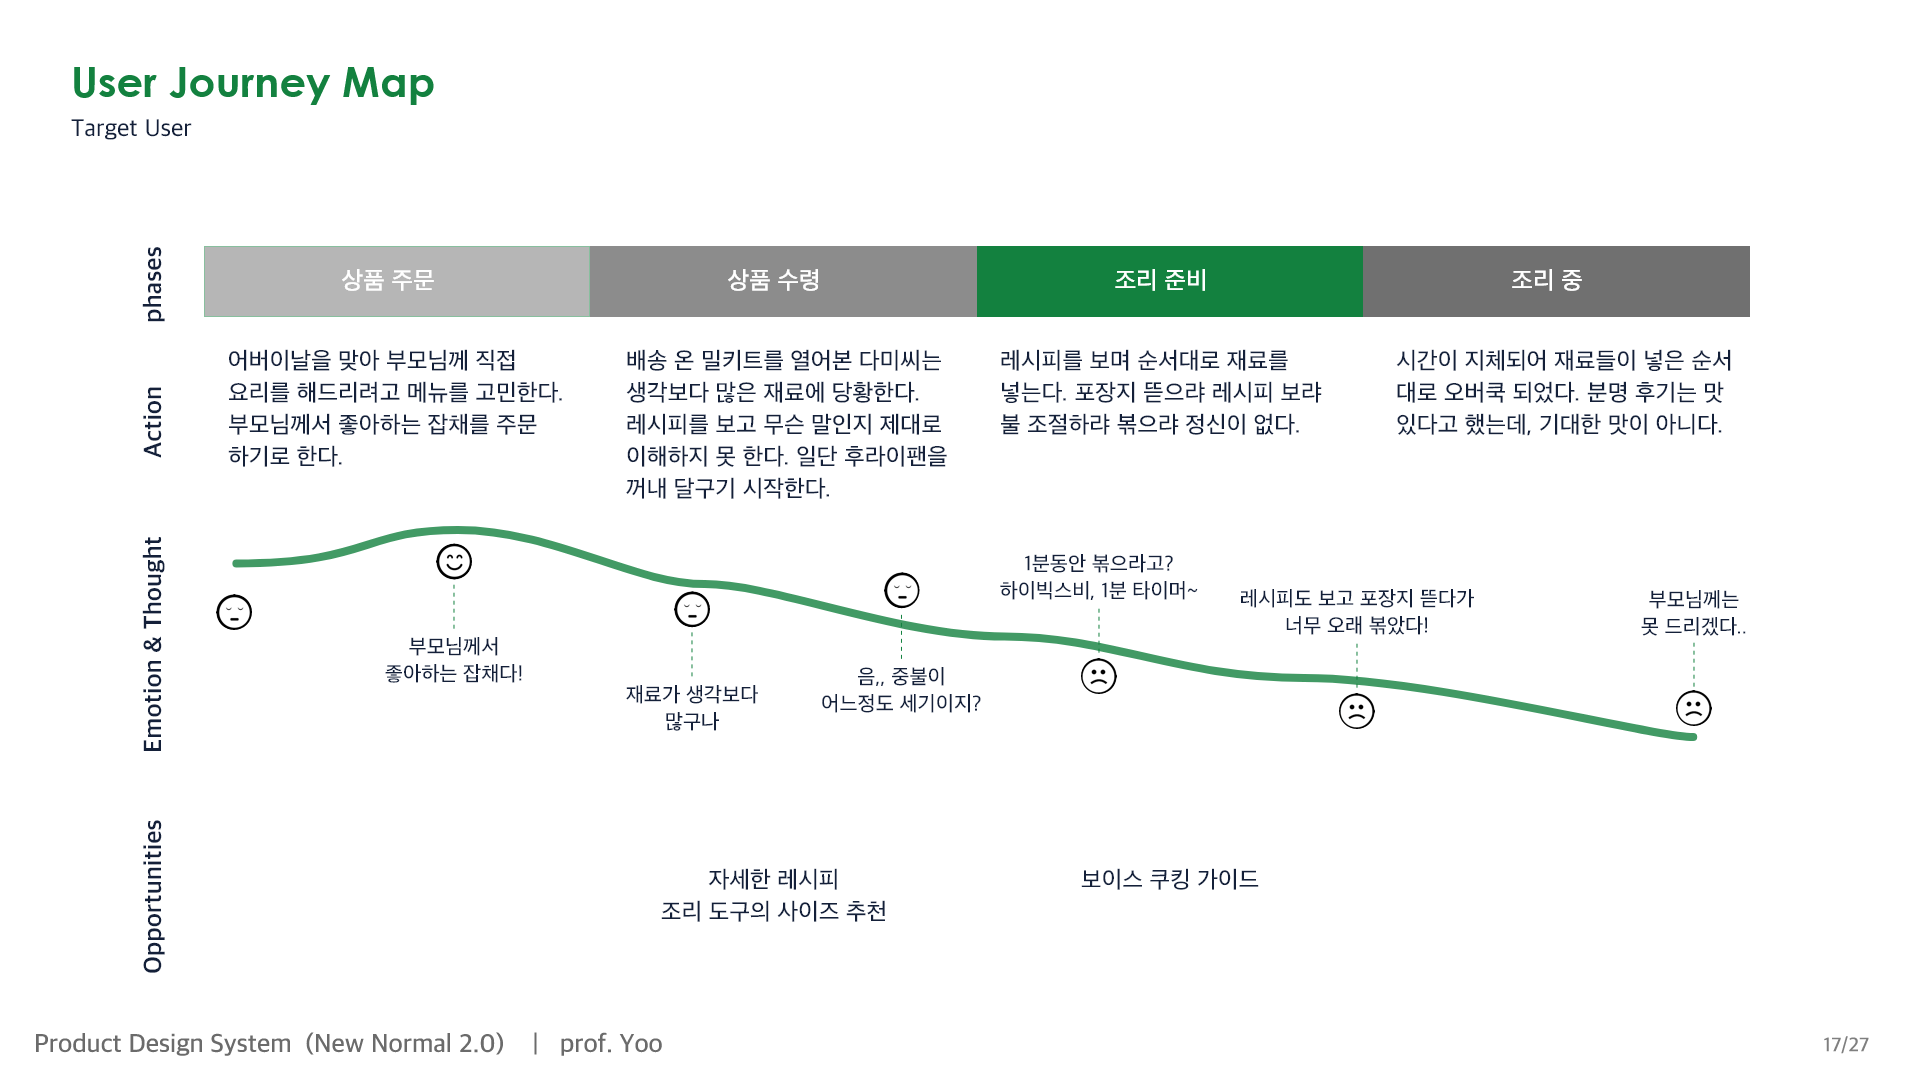 User Journey Map
Target User
phases
상품 주문
상품 수령
조리 준비
조리 중
Action
어버이날을 맞아 부모님께 직접
요리를 해드리려고 메뉴를 고민한다.
부모님께서 좋아하는 잡채를 주문
하기로 한다.
배송 온 밀키트를 열어본 다미씨는
생각보다 많은 재료에 당황한다.
레시피를 보고 무슨 말인지 제대로
이해하지 못 한다. 일단 후라이팬을
꺼내 달구기 시작한다.
레시피를 보며 순서대로 재료를
넣는다. 포장지 뜯으랴 레시피 보랴
불 조절하랴 볶으랴 정신이 없다.
시간이 지체되어 재료들이 넣은 순서
대로 오버쿡 되었다. 분명 후기는 맛
있다고 했는데, 기대한 맛이 아니다.
Emotion & Thought
부모님께서
좋아하는 잡채다!
재료가 생각보다
많구나
음,, 중불이
어느정도 세기이지?
1분동안 볶으라고?
하이빅스비, 1분 타이머~
레시피도 보고 포장지 뜯다가
너무 오래 볶았다!
부모님께는
못 드리겠다..
Opportunities
자세한 레시피
조리 도구의 사이즈 추천
보이스 쿠킹 가이드
Product Design System (New Normal 2.0) | prof. Yoo
17/27